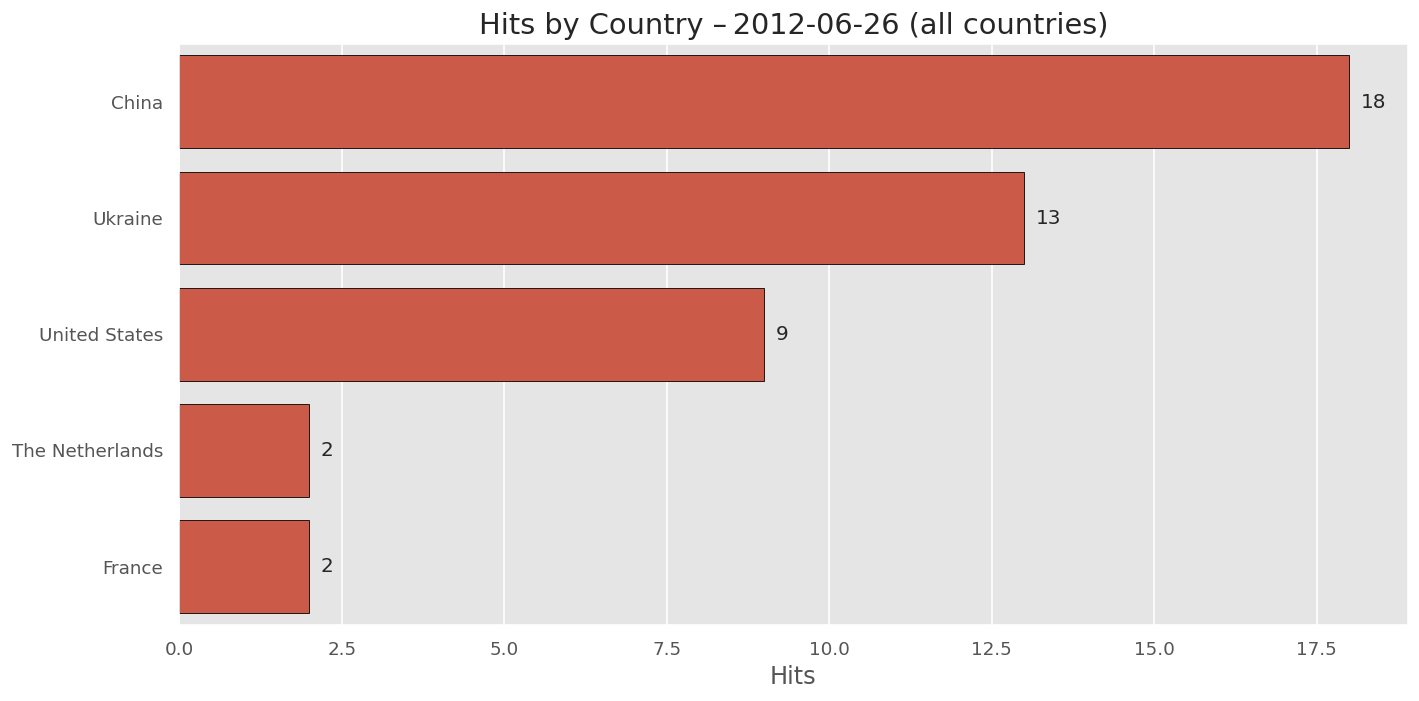 Hits by Country – 2012-06-26 (all countries)
China 18
Ukraine 13
United States 9
The Netherlands 2
France 2
0.0 2.5 5.0 7.5 10.0 12.5 15.0 17.5
Hits